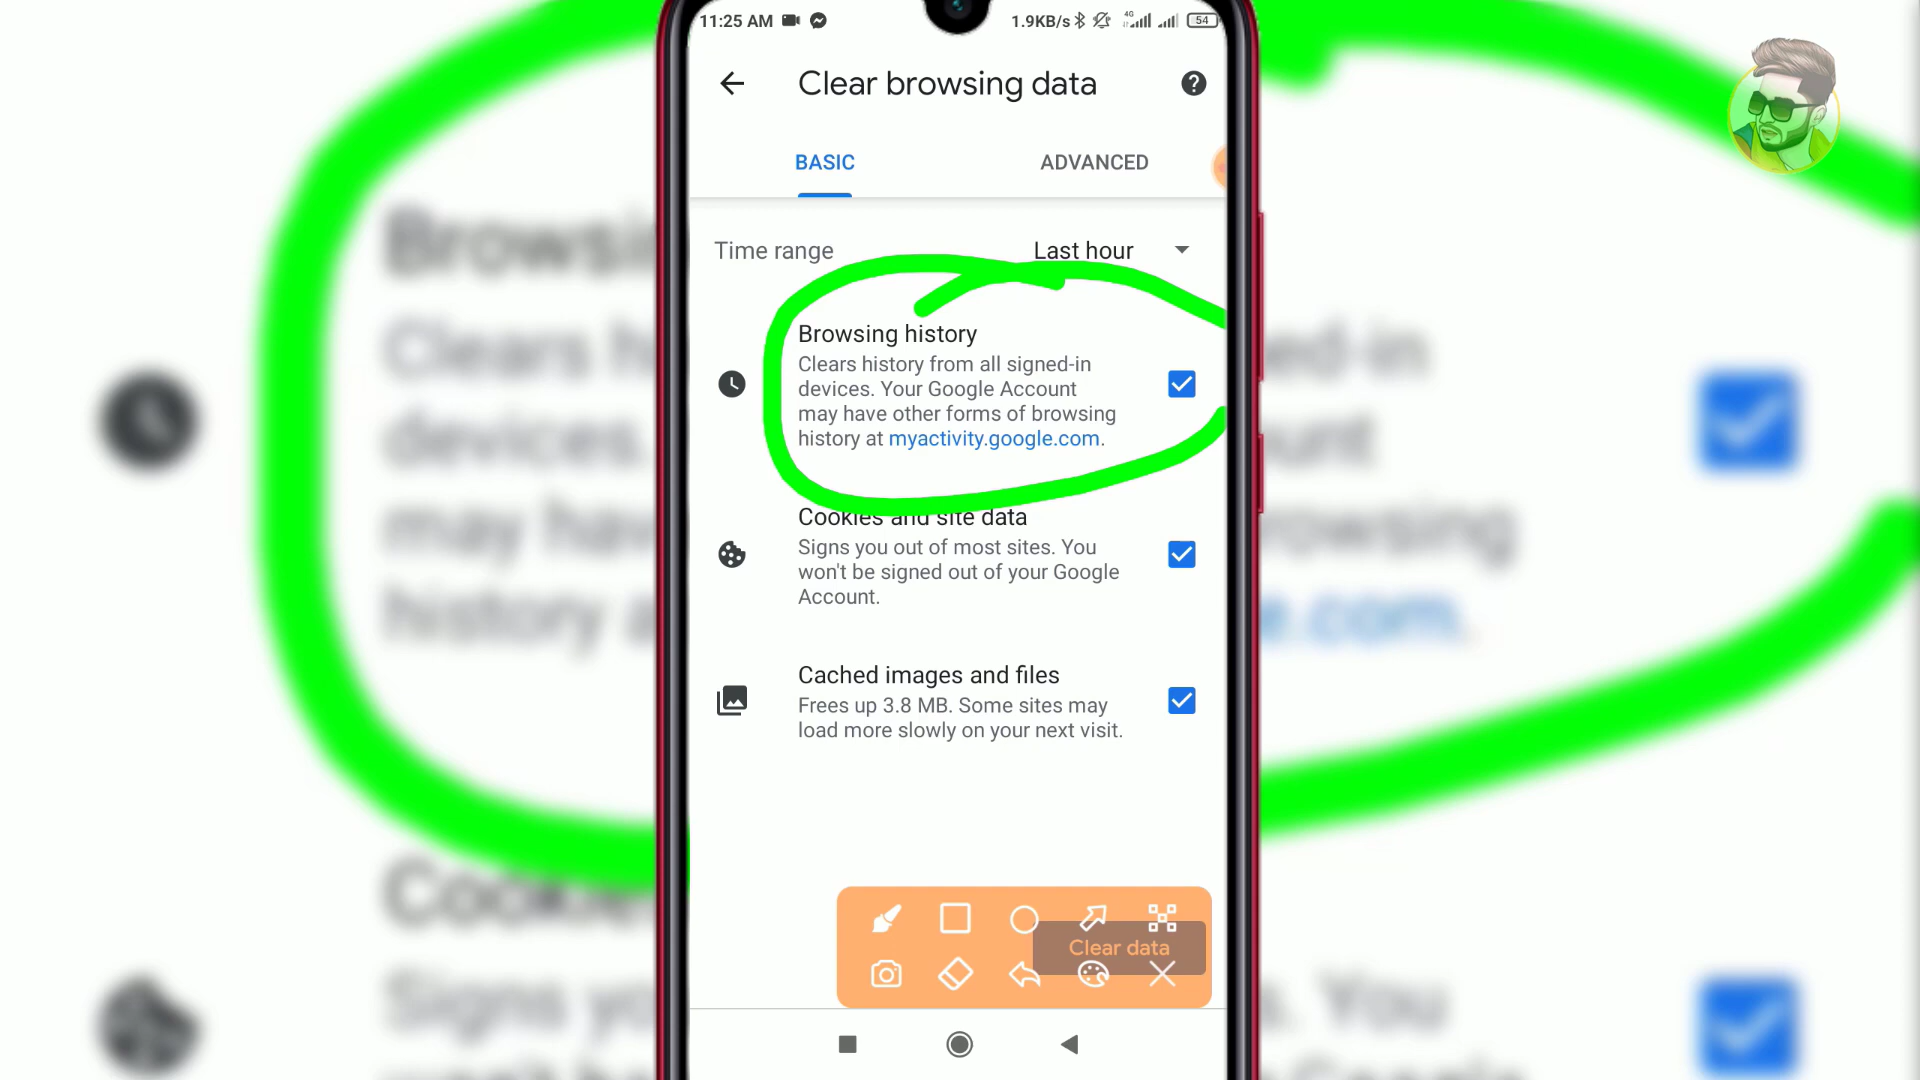 11:25 AM
1.9KB/s 4G 54
Clear browsing data
BASIC
ADVANCED
Time range
Last hour
Browsing history
Clears history from all signed-in
devices. Your Google Account
may have other forms of browsing
history at myactivity.google.com.
Cookies and site data
Signs you out of most sites. You
won't be signed out of your Google
Account.
Cached images and files
Frees up 3.8 MB. Some sites may
load more slowly on your next visit.
Clear data